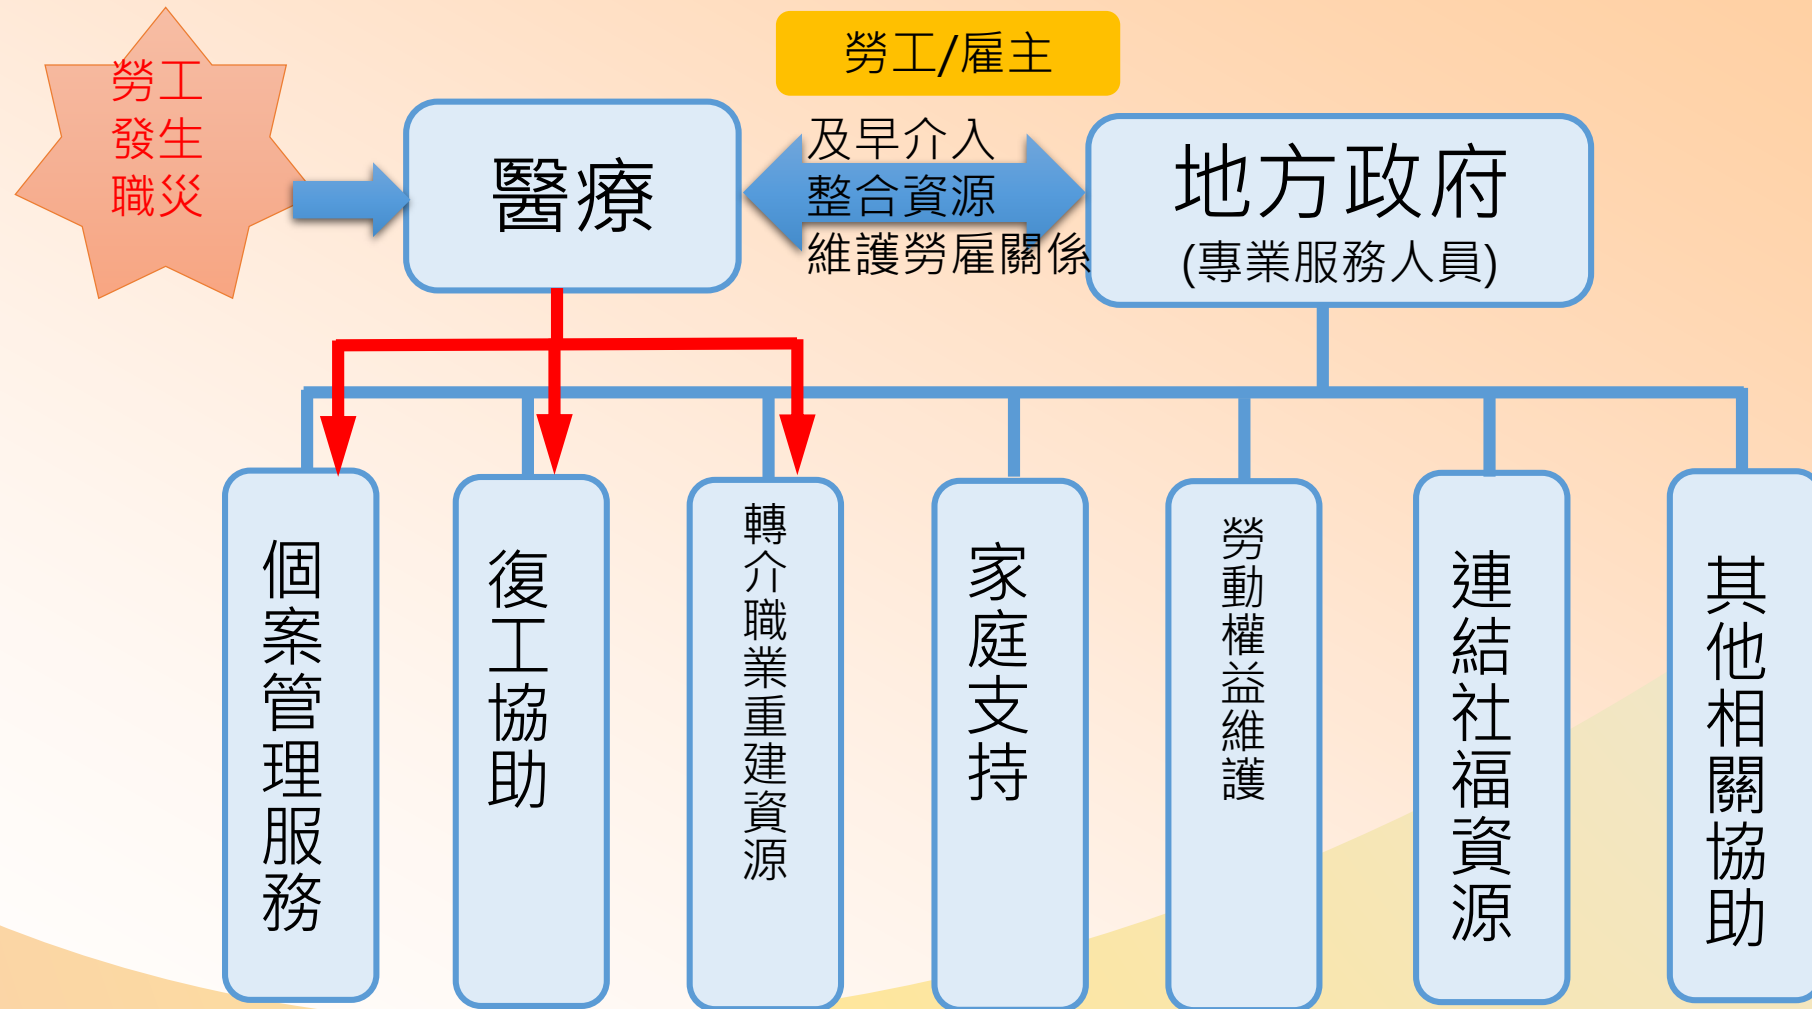 勞工/雇主
勞工
發生
職災
醫療
及早介入
整合資源
維護勞雇關係
地方政府
(專業服務人員)
個案管理服務
復工協助
轉介職業重建資源
家庭支持
勞動權益維護
連結社福資源
其他相關協助